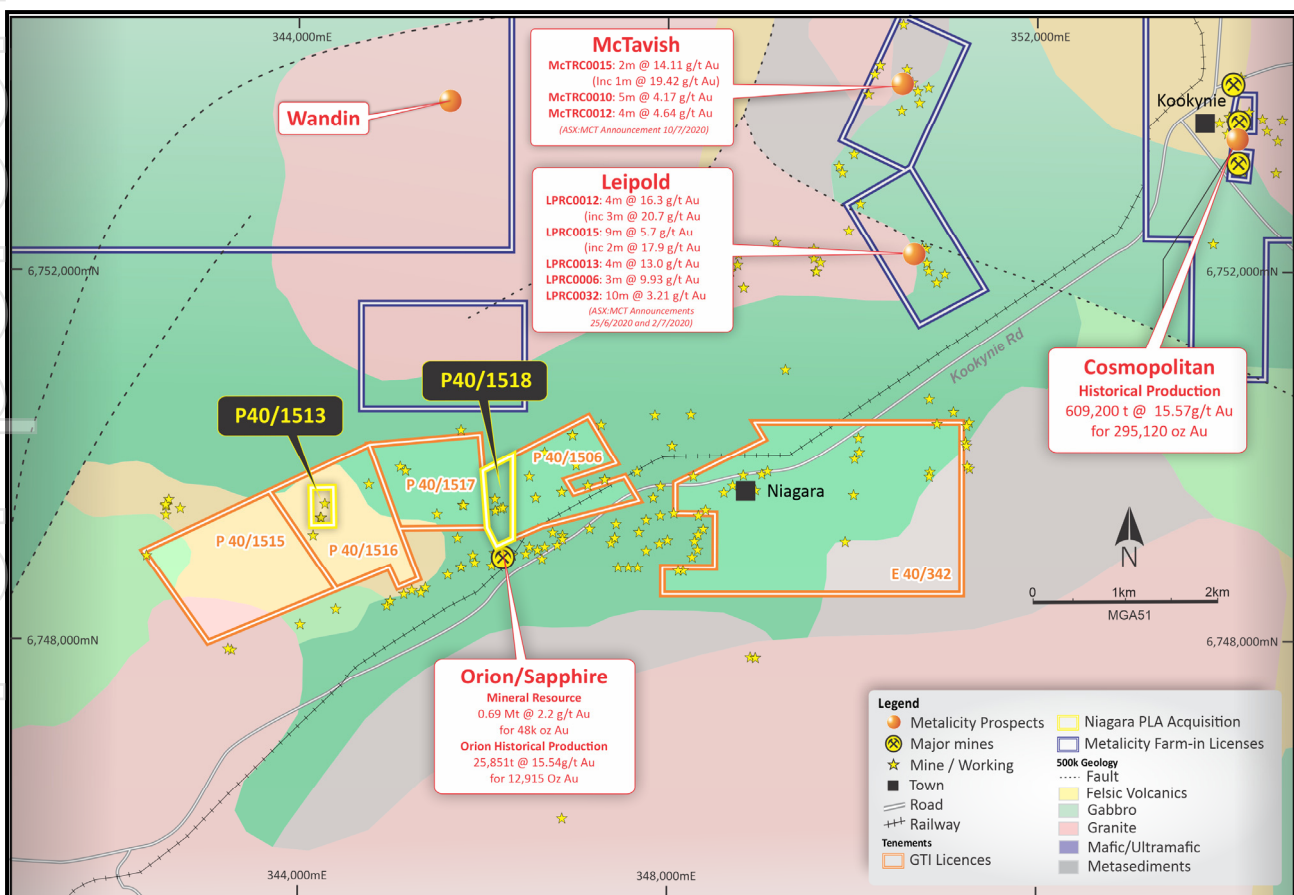 344,000mE
352,000mE
McTavish
McTRC0015: 2m @ 14.11 g/t Au
(Inc 1m @ 19.42 g/t Au)
McTRC0010: 5m @ 4.17 g/t Au
McTRC0012: 4m @ 4.64 g/t Au
(ASX:MCT Announcement 10/7/2020)
Wandin
Kookynie
Leipold
LPRC0012: 4m @ 16.3 g/t Au
(inc 3m @ 20.7 g/t Au
LPRC0015: 9m @ 5.7 g/t Au
(inc 2m @ 17.9 g/t Au
LPRC0013: 4m @ 13.0 g/t Au
LPRC0006: 3m @ 9.93 g/t Au
LPRC0032: 10m @ 3.21 g/t Au
(ASX:MCT Announcements
25/6/2020 and 2/7/2020)
6,752,000mN
6,752,000mN
Kookynie Rd
Cosmopolitan
Historical Production
609,200 t @ 15.57g/t Au
for 295,120 oz Au
P40/1518
P40/1513
P 40/1506
P 40/1517
Niagara
P 40/1515
P 40/1516
E 40/342
N
0 1km 2km
MGA51
6,748,000mN
6,748,000mN
Orion/Sapphire
Mineral Resource
0.69 Mt @ 2.2 g/t Au
for 48k oz Au
Orion Historical Production
25,851t @ 15.54g/t Au
for 12,915 Oz Au
Legend
Metalicity Prospects
Major mines
Mine / Working
Town
Road
Railway
Tenements
GTI Licences
Niagara PLA Acquisition
Metalicity Farm-in Licenses
500k Geology
Fault
Felsic Volcanics
Gabbro
Granite
Mafic/Ultramafic
Metasediments
344,000mE
348,000mE